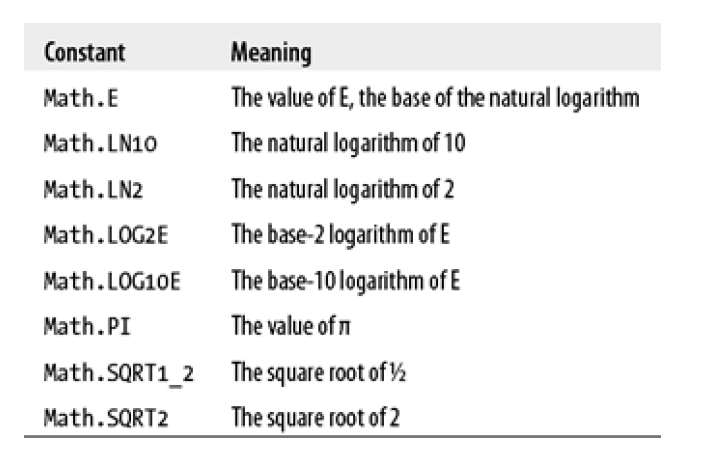 Constant Meaning
Math.E The value of E, the base of the natural logarithm
Math.LN10 The natural logarithm of 10
Math.LN2 The natural logarithm of 2
Math.LOG2E The base-2 logarithm of E
Math.LOG10E The base-10 logarithm of E
Math.PI The value of π
Math.SQRT1_2 The square root of ½
Math.SQRT2 The square root of 2